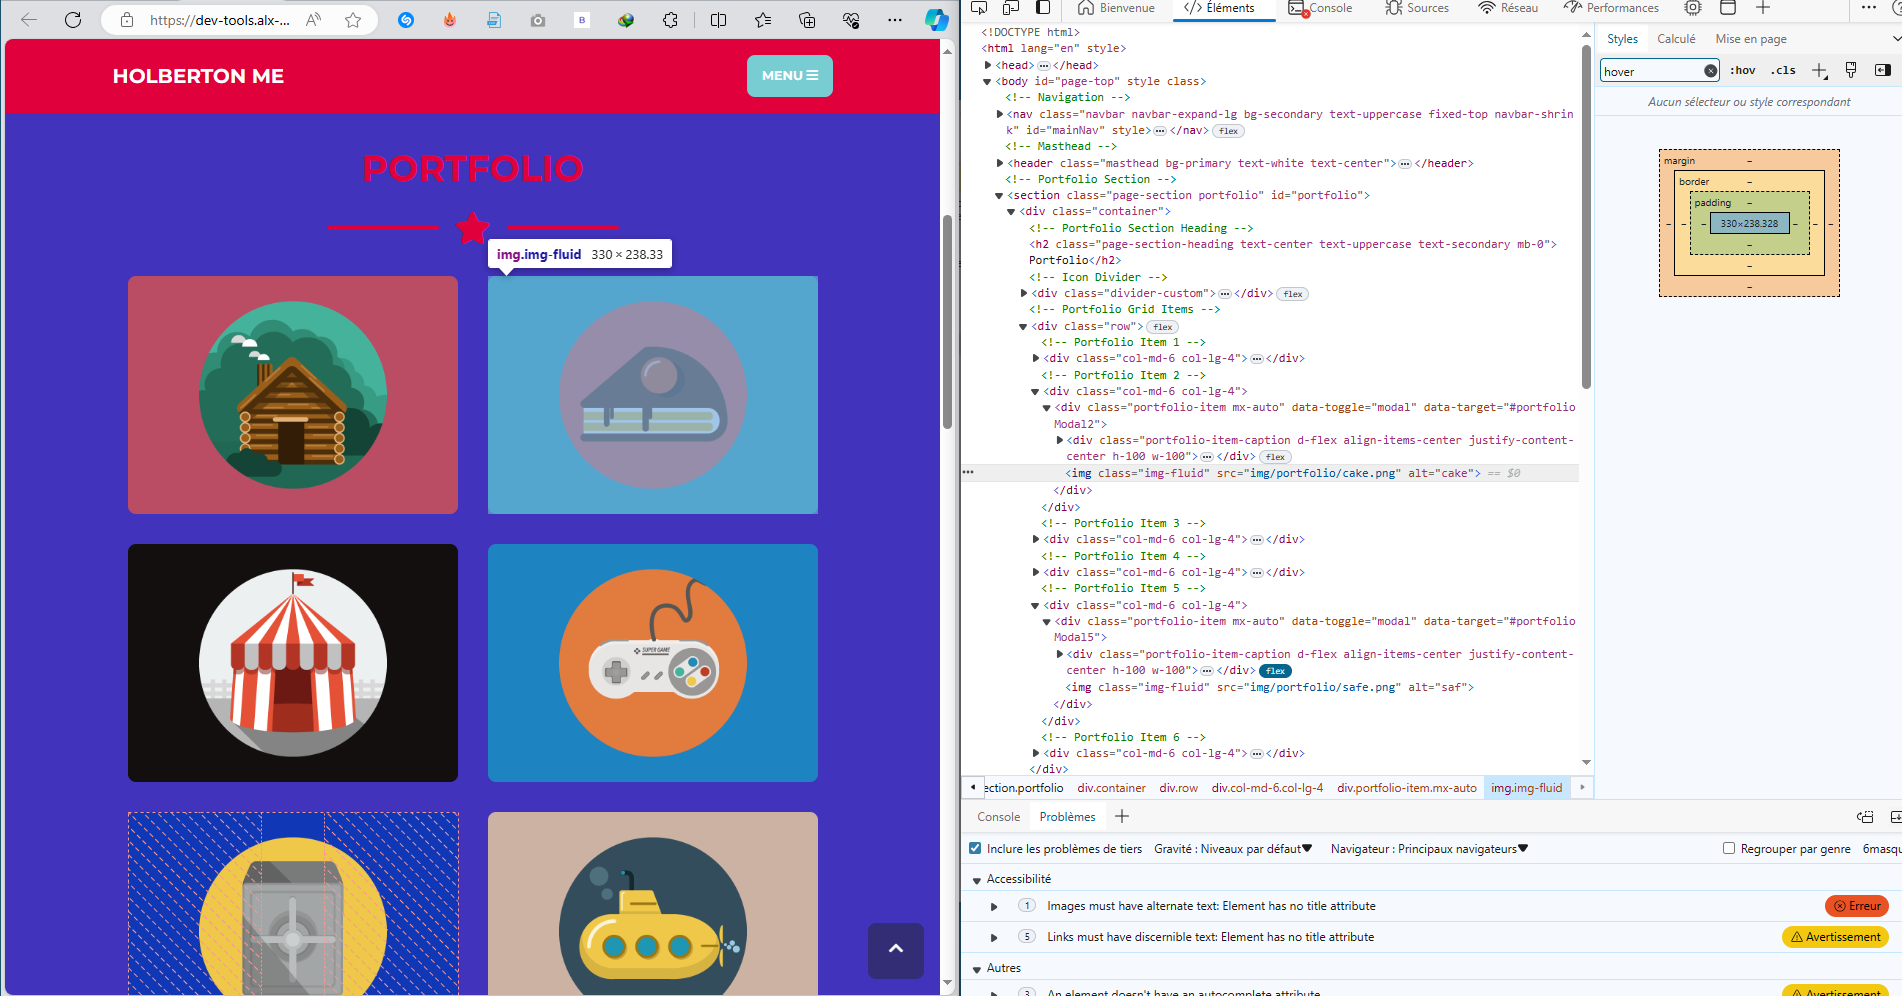 https://dev-tools.alx-...
HOLBERTON ME
MENU
PORTFOLIO
img.img-fluid 330 × 238.33
SUPER GAME
Bienvenue
Éléments
Console
Sources
Réseau
Performances
<!DOCTYPE html>
<html lang="en" style>
<head> ... </head>
<body id="page-top" style class>
<!-- Navigation -->
<nav class="navbar navbar-expand-lg bg-secondary text-uppercase fixed-top navbar-shrin
k" id="mainNav" style> ... </nav> flex
<!-- Masthead -->
<header class="masthead bg-primary text-white text-center"> ... </header>
<!-- Portfolio Section -->
<section class="page-section portfolio" id="portfolio">
<div class="container">
<!-- Portfolio Section Heading -->
<h2 class="page-section-heading text-center text-uppercase text-secondary mb-0">
Portfolio</h2>
<!-- Icon Divider -->
<div class="divider-custom"> ... </div> flex
<!-- Portfolio Grid Items -->
<div class="row"> flex
<!-- Portfolio Item 1 -->
<div class="col-md-6 col-lg-4"> ... </div>
<!-- Portfolio Item 2 -->
<div class="col-md-6 col-lg-4">
<div class="portfolio-item mx-auto" data-toggle="modal" data-target="#portfolio
Modal2">
<div class="portfolio-item-caption d-flex align-items-center justify-content-
center h-100 w-100"> ... </div> flex
<img class="img-fluid" src="img/portfolio/cake.png" alt="cake"> == $0
</div>
</div>
<!-- Portfolio Item 3 -->
<div class="col-md-6 col-lg-4"> ... </div>
<!-- Portfolio Item 4 -->
<div class="col-md-6 col-lg-4"> ... </div>
<!-- Portfolio Item 5 -->
<div class="col-md-6 col-lg-4">
<div class="portfolio-item mx-auto" data-toggle="modal" data-target="#portfolio
Modal5">
<div class="portfolio-item-caption d-flex align-items-center justify-content-
center h-100 w-100"> ... </div> flex
<img class="img-fluid" src="img/portfolio/safe.png" alt="saf">
</div>
</div>
<!-- Portfolio Item 6 -->
<div class="col-md-6 col-lg-4"> ... </div>
</div>
ection.portfolio div.container div.row div.col-md-6.col-lg-4 div.portfolio-item.mx-auto img.img-fluid
Styles Calculé Mise en page
hover :hov .cls
Aucun sélecteur ou style correspondant
margin -
border -
padding -
- - - 330×238.328 - - -
-
-
-
Console Problèmes
Inclure les problèmes de tiers Gravité : Niveaux par défaut Navigateur : Principaux navigateurs Regrouper par genre 6masqu
Accessibilité
1 Images must have alternate text: Element has no title attribute Erreur
5 Links must have discernible text: Element has no title attribute Avertissement
Autres
3 An element doesn't have an autocomplete attribute Avertissement